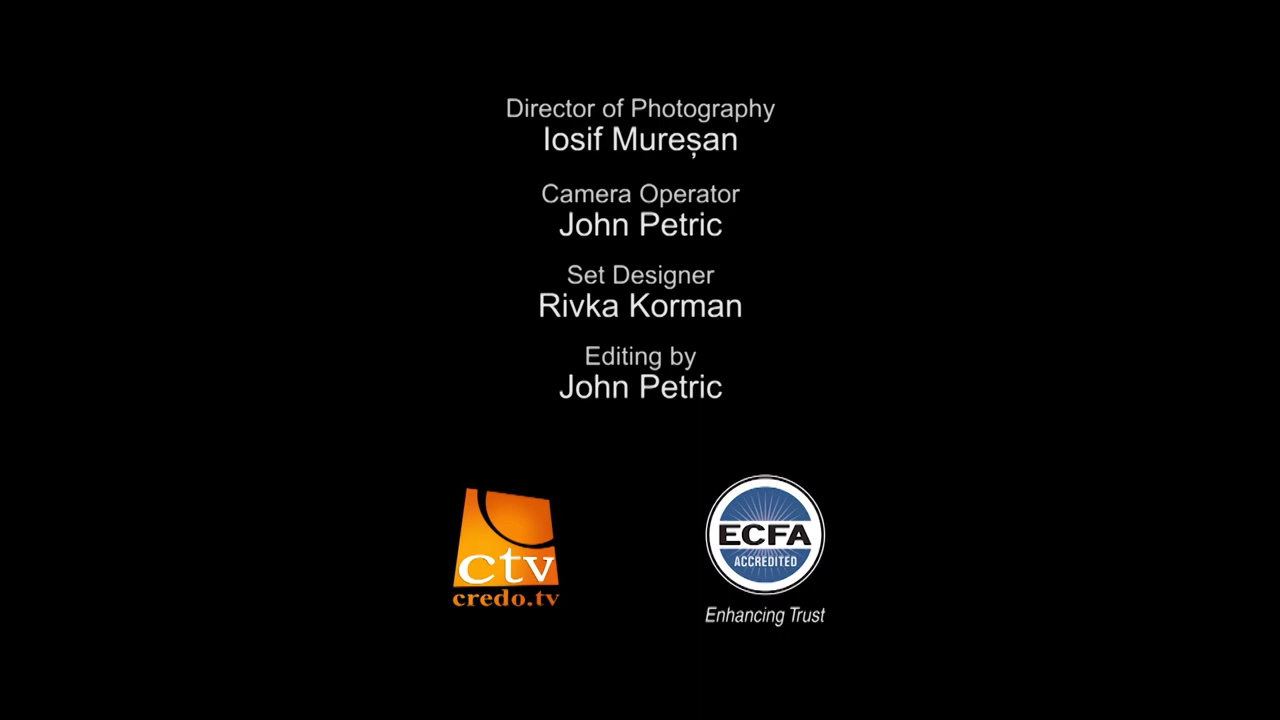 Director of Photography
Iosif Mureșan
Camera Operator
John Petric
Set Designer
Rivka Korman
Editing by
John Petric
ctv
credo.tv
ECFA
ACCREDITED
Enhancing Trust